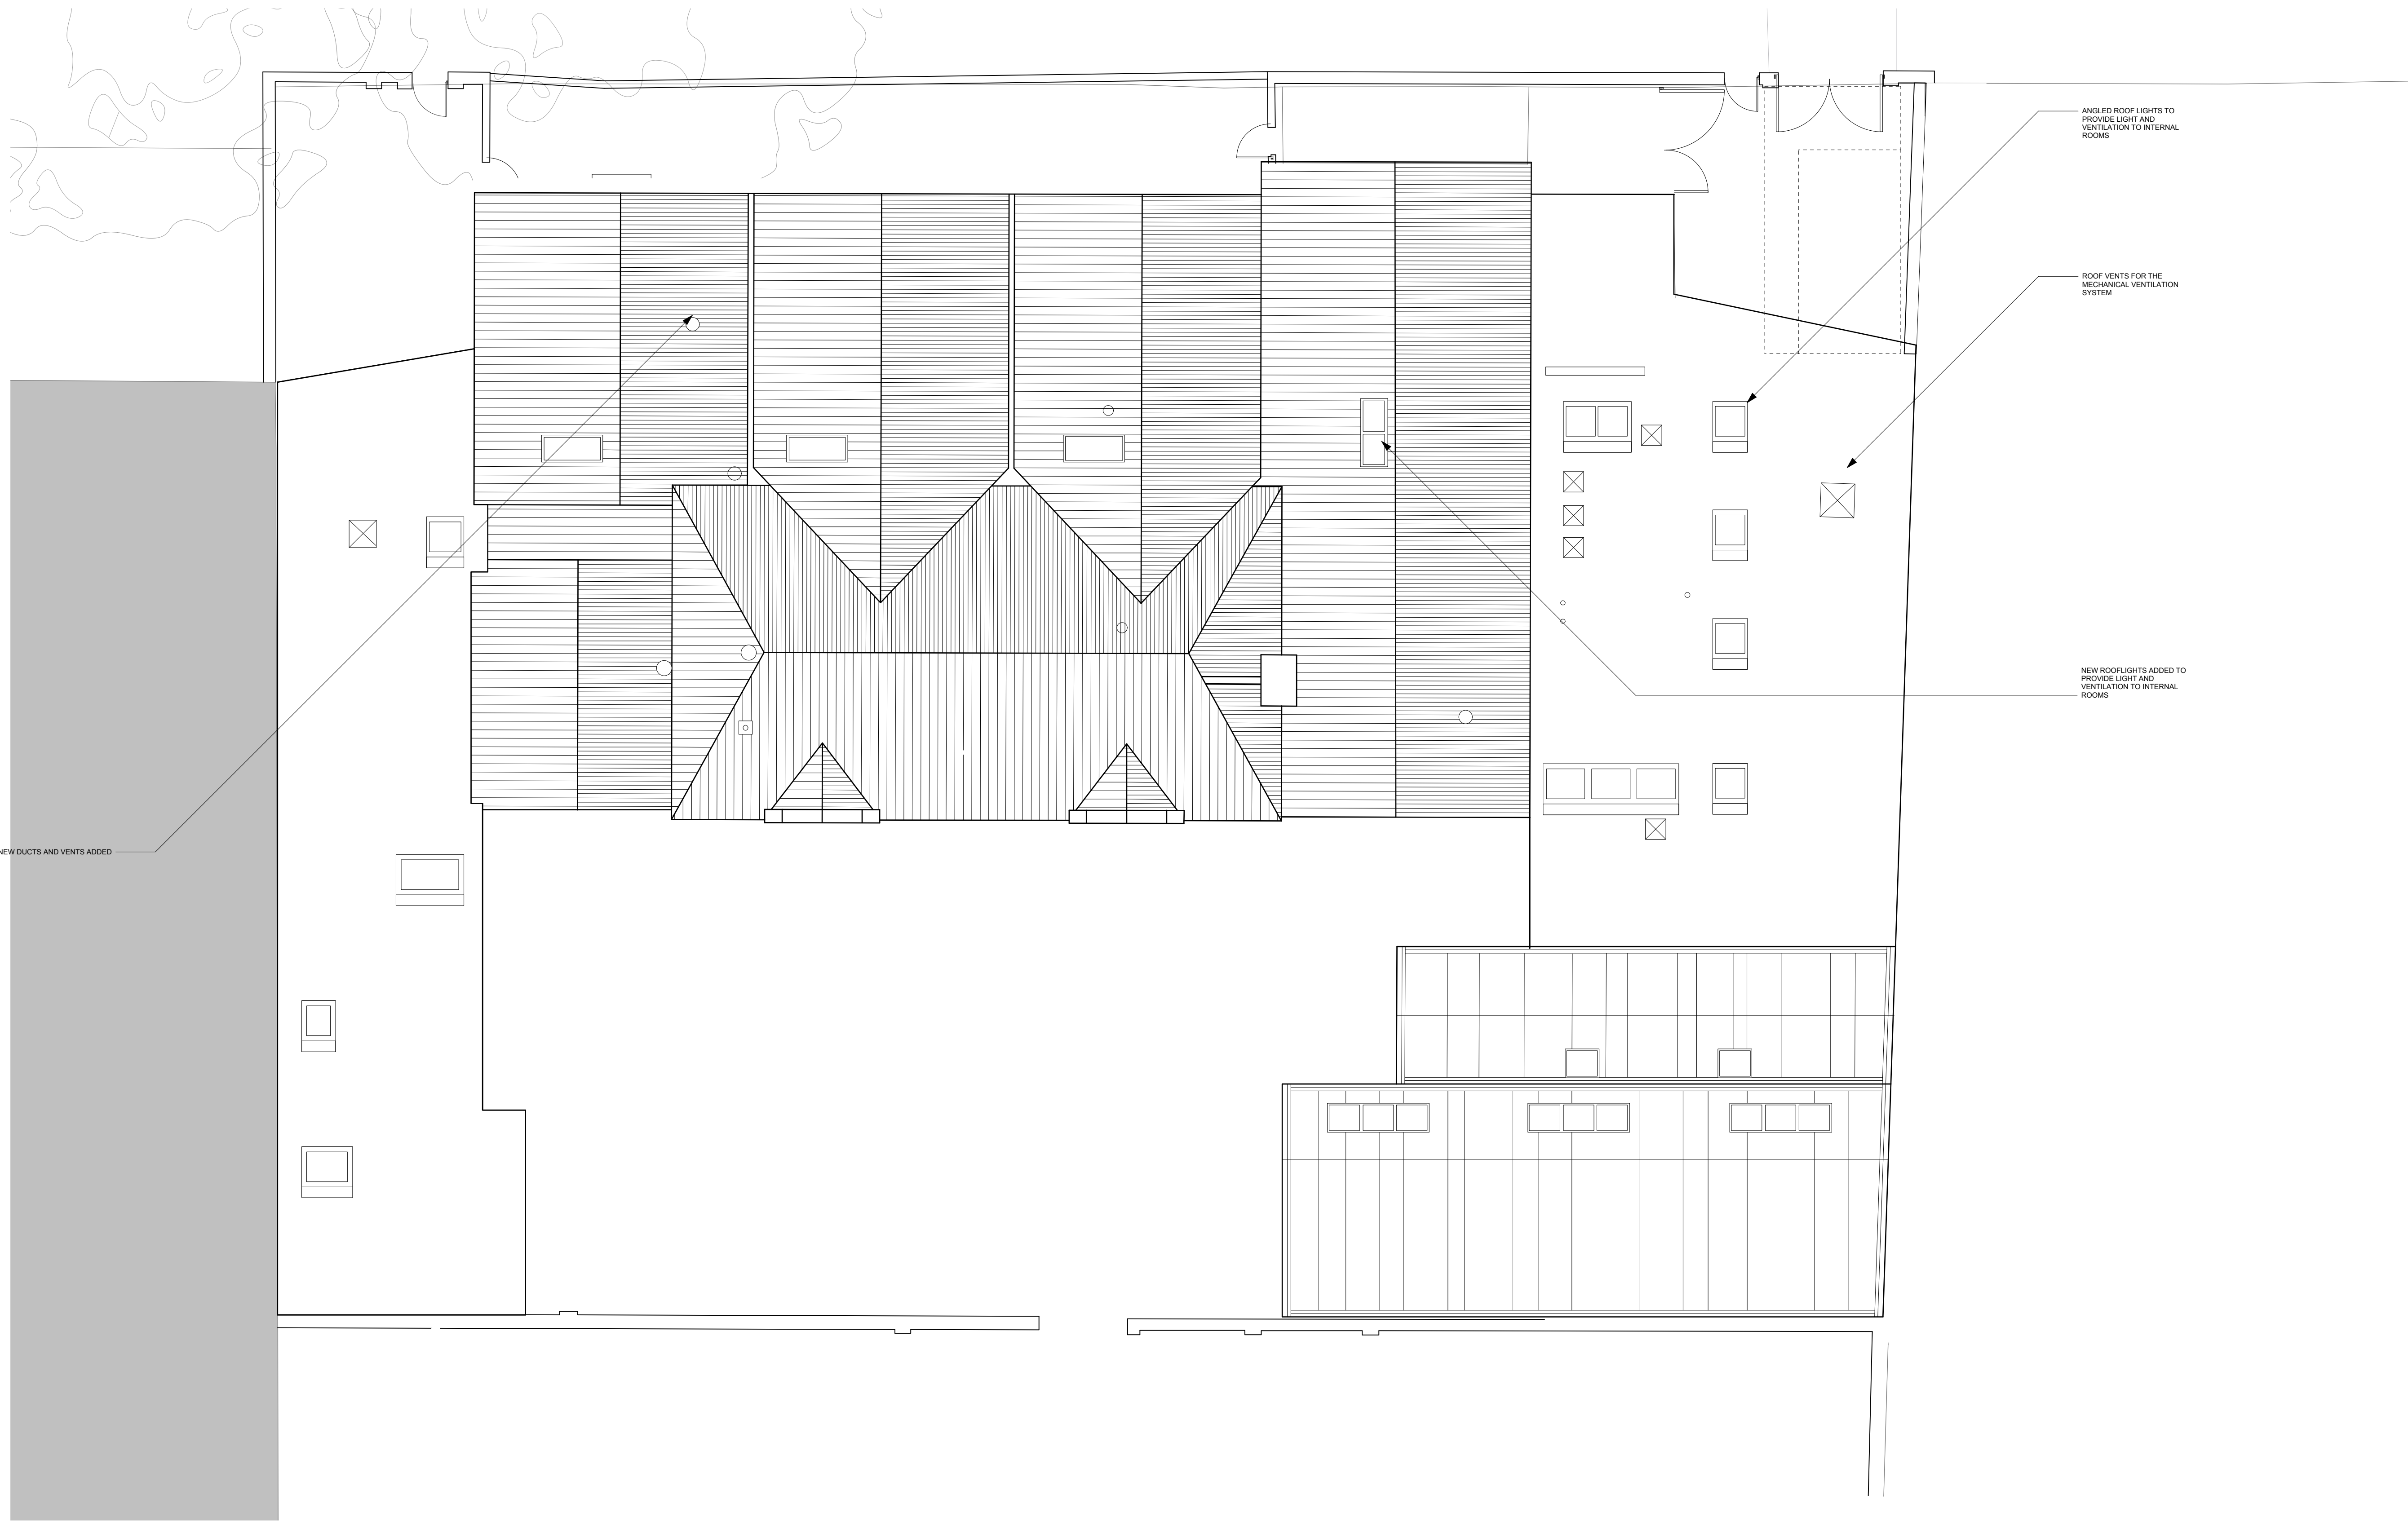 ANGLED ROOF LIGHTS TO
PROVIDE LIGHT AND
VENTILATION TO INTERNAL
ROOMS
ROOF VENTS FOR THE
MECHANICAL VENTILATION
SYSTEM
NEW ROOFLIGHTS ADDED TO
PROVIDE LIGHT AND
VENTILATION TO INTERNAL
ROOMS
NEW DUCTS AND VENTS ADDED